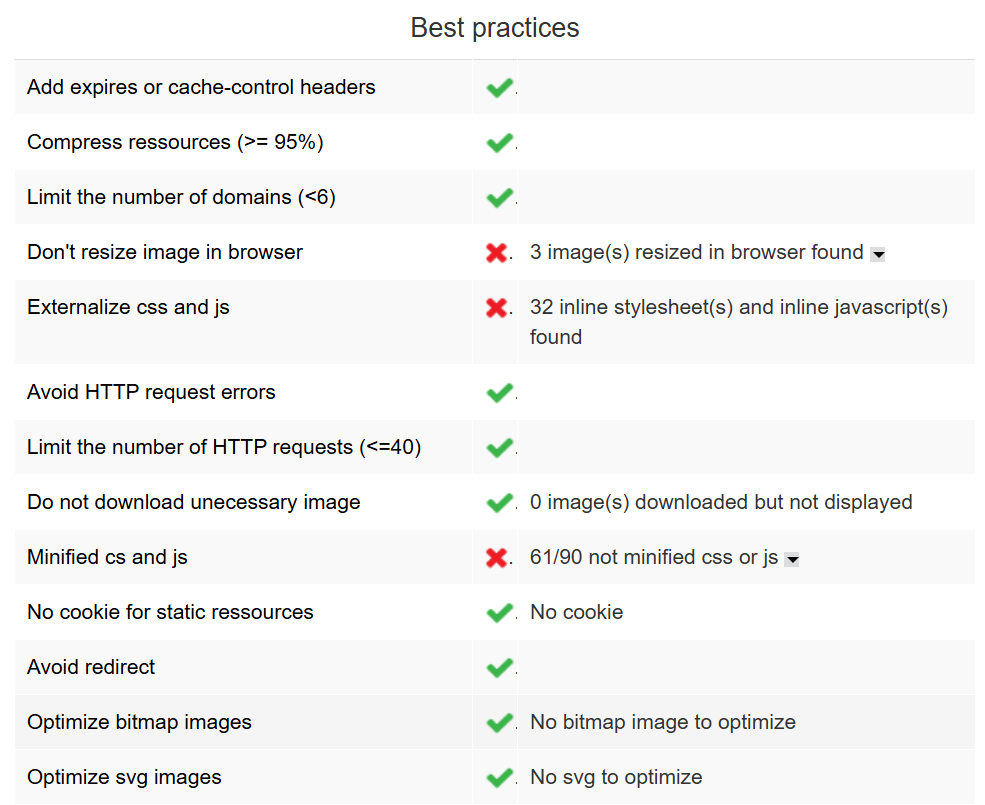 Best practices
Add expires or cache-control headers
Compress ressources (>= 95%)
Limit the number of domains (<6)
Don't resize image in browser 3 image(s) resized in browser found
Externalize css and js 32 inline stylesheet(s) and inline javascript(s)
found
Avoid HTTP request errors
Limit the number of HTTP requests (<=40)
Do not download unecessary image 0 image(s) downloaded but not displayed
Minified cs and js 61/90 not minified css or js
No cookie for static ressources No cookie
Avoid redirect
Optimize bitmap images No bitmap image to optimize
Optimize svg images No svg to optimize